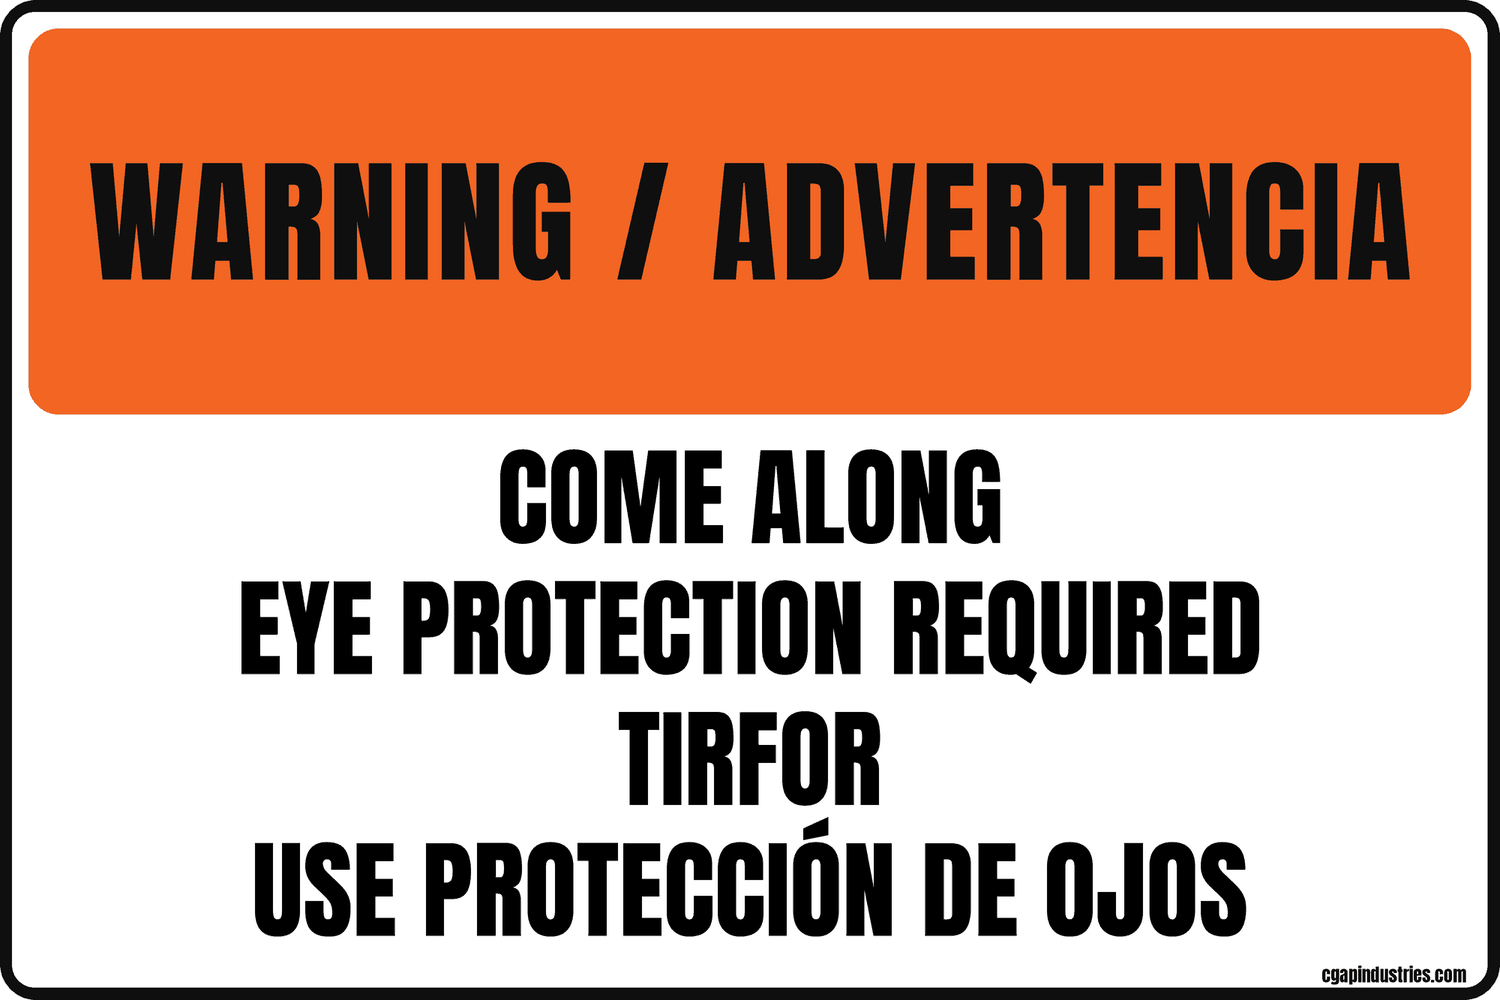 WARNING / ADVERTENCIA
COME ALONG
EYE PROTECTION REQUIRED
TIRFOR
USE PROTECCIÓN DE OJOS
cgapindustries.com